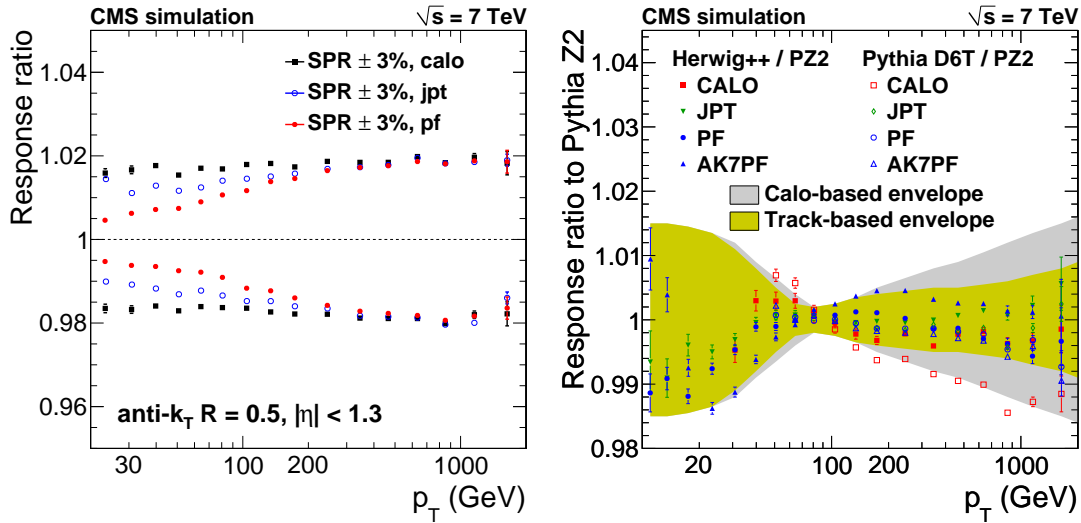 CMS simulation √s = 7 TeV
Response ratio
1.04
1.02
1
0.98
0.96
SPR ± 3%, calo
SPR ± 3%, jpt
SPR ± 3%, pf
anti-k_T R = 0.5, |η| < 1.3
30 100 200 1000
p_T (GeV)
CMS simulation √s = 7 TeV
Response ratio to Pythia Z2
1.04
1.03
1.02
1.01
1
0.99
0.98
Herwig++ / PZ2 Pythia D6T / PZ2
CALO CALO
JPT JPT
PF PF
AK7PF AK7PF
Calo-based envelope
Track-based envelope
20 100 200 1000
p_T (GeV)